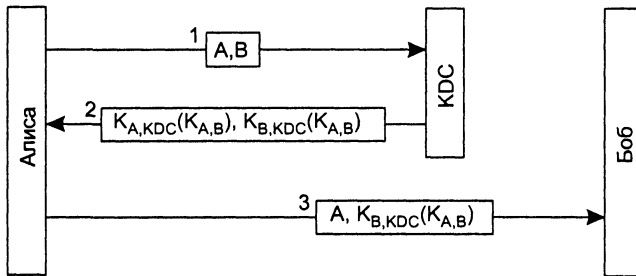 Алиса
1
A,B
KDC
2
K_A,KDC(K_A,B), K_B,KDC(K_A,B)
3
A, K_B,KDC(K_A,B)
Боб